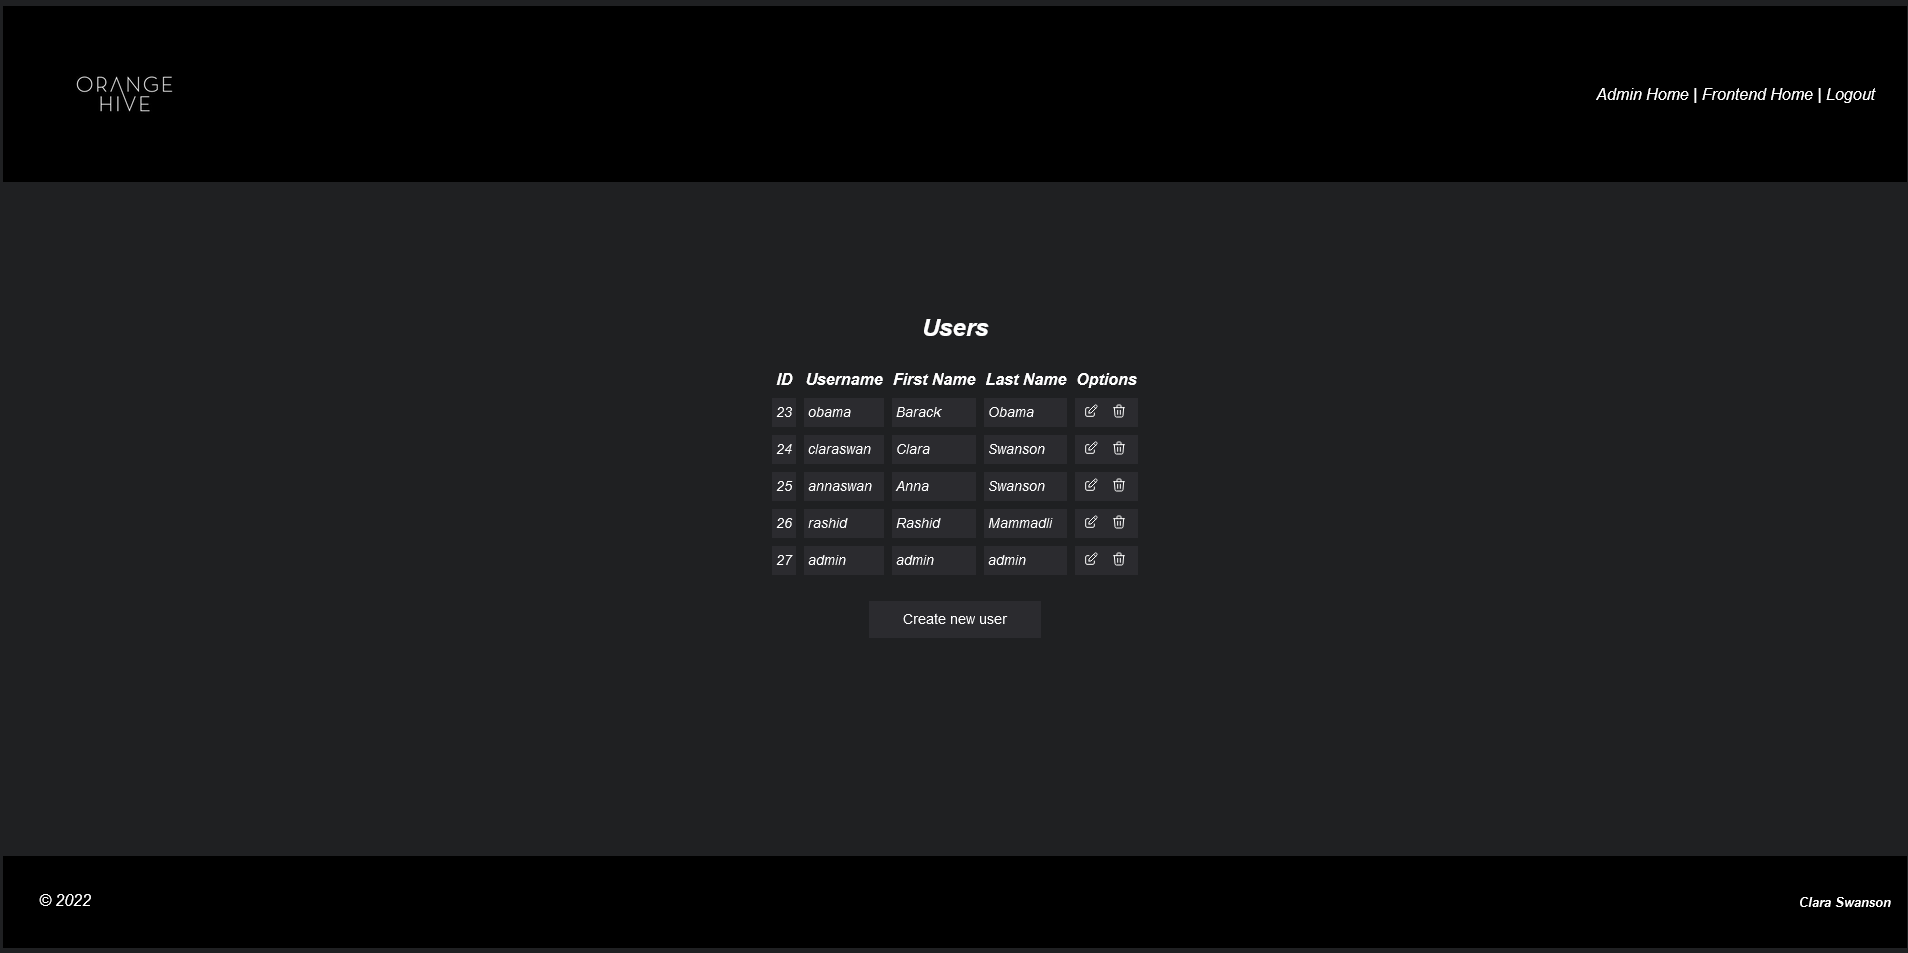 ORANGE
HIVE
Admin Home | Frontend Home | Logout
Users
ID Username First Name Last Name Options
23 obama Barack Obama
24 claraswan Clara Swanson
25 annaswan Anna Swanson
26 rashid Rashid Mammadli
27 admin admin admin
Create new user
© 2022
Clara Swanson